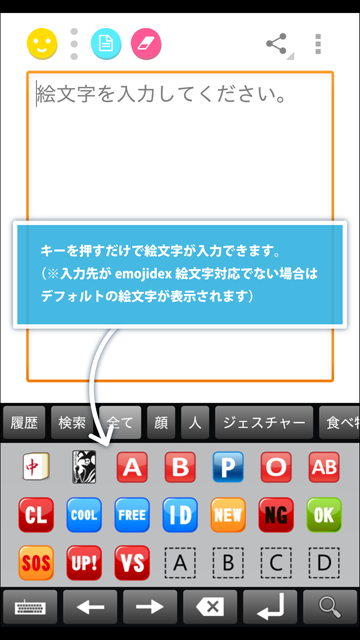 絵文字を入力してください。
キーを押すだけで絵文字が入力できます。
（※入力先が emojidex 絵文字対応でない場合は
デフォルトの絵文字が表示されます）
履歴 検索 全て 顔 人 ジェスチャー 食べ物
中 A B P O AB
CL COOL FREE ID NEW NG OK
SOS UP! VS A B C D